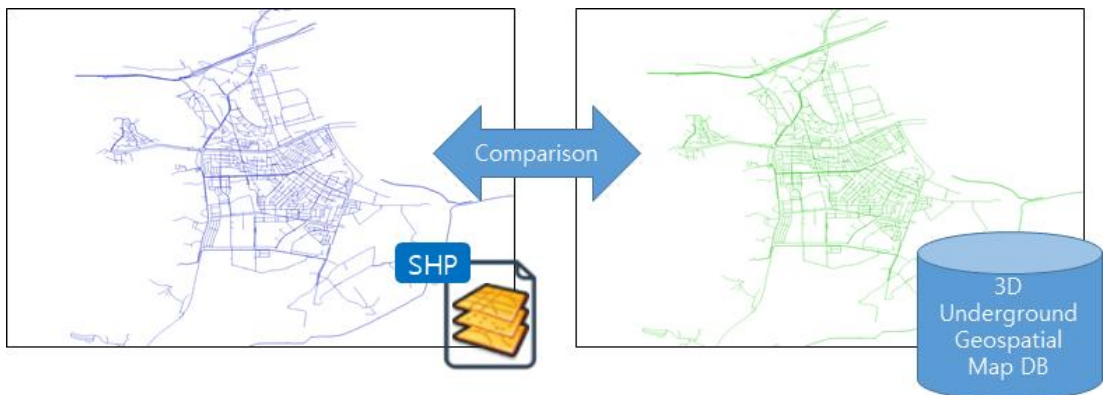 Comparison
SHP
3D
Underground
Geospatial
Map DB